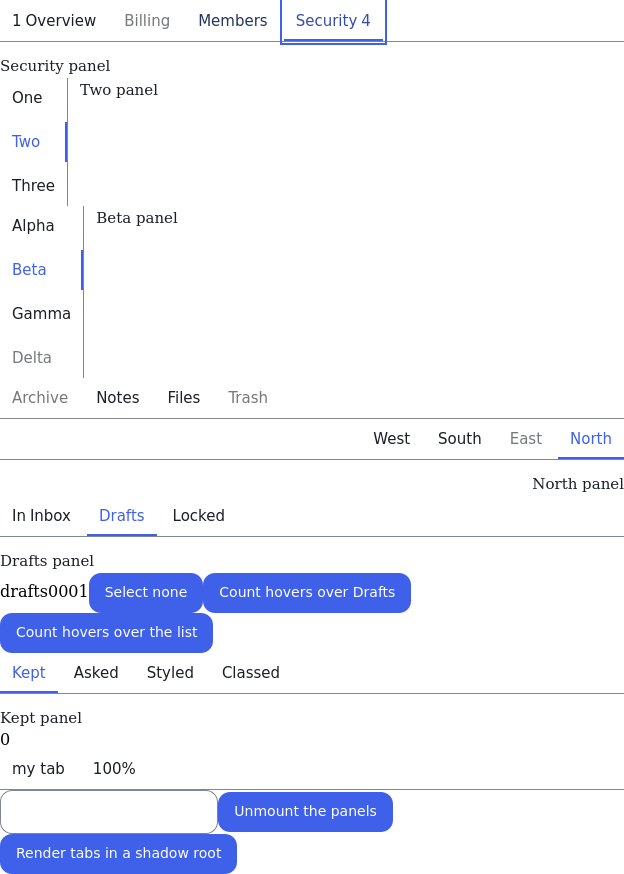 1 Overview Billing Members Security 4
Security panel
One
Two panel
Two
Three
Alpha
Beta panel
Beta
Gamma
Delta
Archive Notes Files Trash
West South East North
North panel
In Inbox Drafts Locked
Drafts panel
drafts0001 Select none Count hovers over Drafts
Count hovers over the list
Kept Asked Styled Classed
Kept panel
0
my tab 100%
Unmount the panels
Render tabs in a shadow root